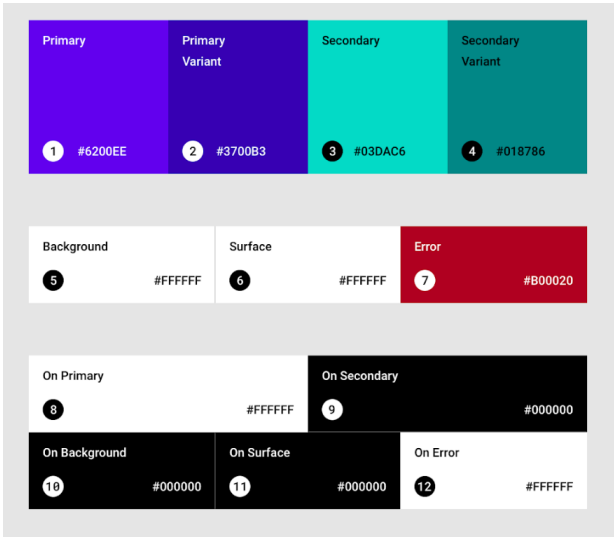 Primary
Primary
Variant
Secondary
Secondary
Variant
1 #6200EE
2 #3700B3
3 #03DAC6
4 #018786
Background
Surface
Error
5 #FFFFFF
6 #FFFFFF
7 #B00020
On Primary
On Secondary
8 #FFFFFF
9 #000000
On Background
On Surface
On Error
10 #000000
11 #000000
12 #FFFFFF